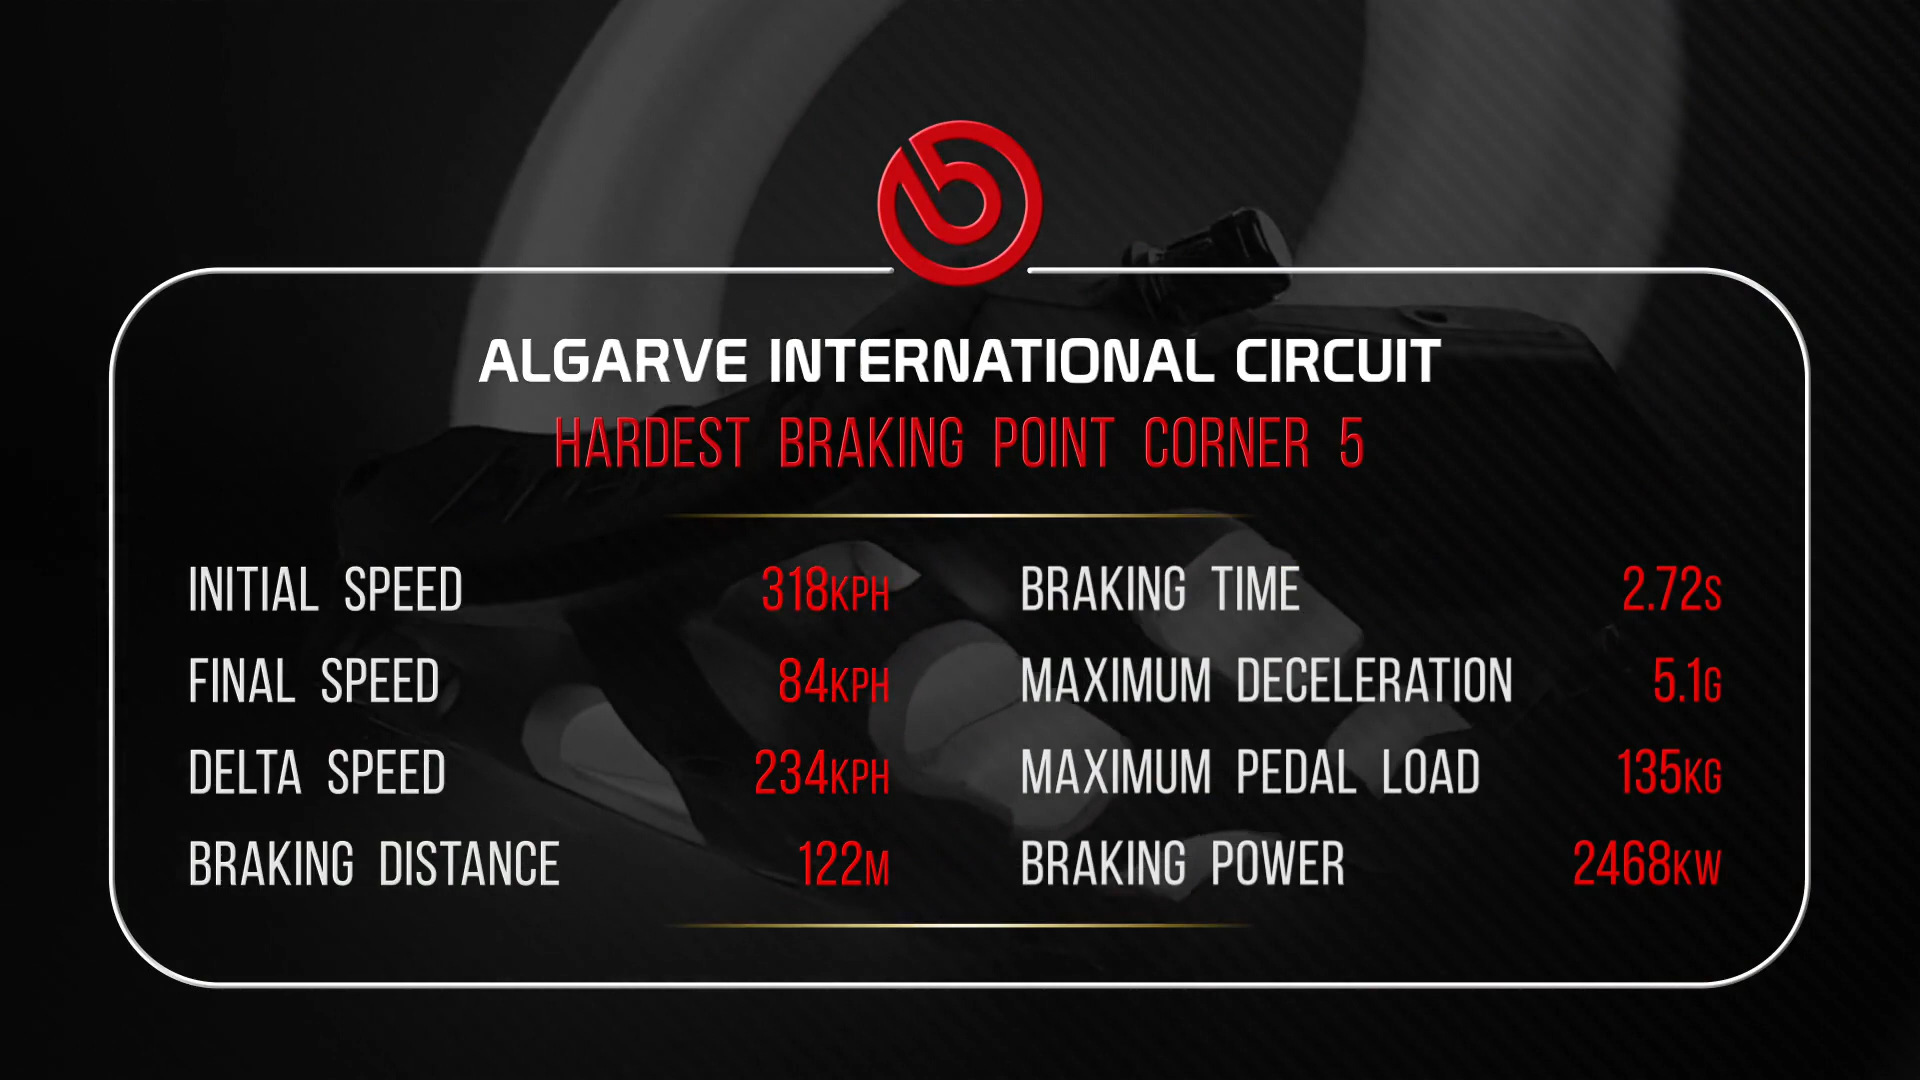 ALGARVE INTERNATIONAL CIRCUIT
HARDEST BRAKING POINT CORNER 5
INITIAL SPEED 318KPH
FINAL SPEED 84KPH
DELTA SPEED 234KPH
BRAKING DISTANCE 122M
BRAKING TIME 2.72S
MAXIMUM DECELERATION 5.1G
MAXIMUM PEDAL LOAD 135KG
BRAKING POWER 2468KW